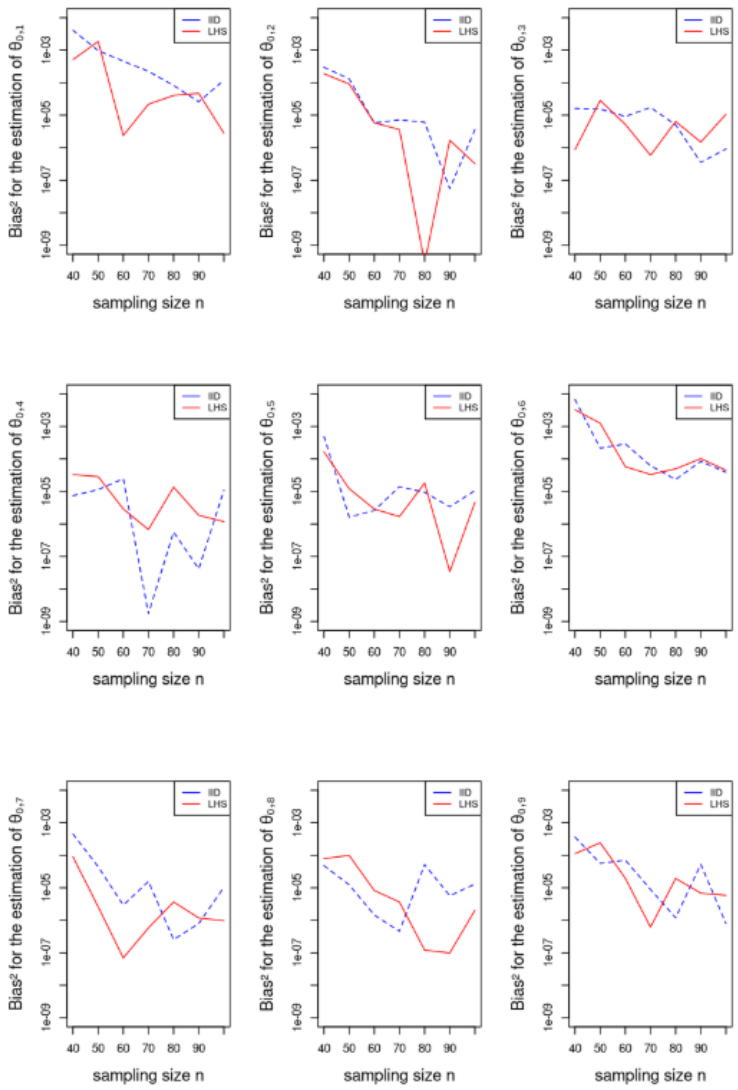 Bias² for the estimation of θ₀,₁
1e-09 1e-07 1e-05 1e-03
IID
LHS
40 50 60 70 80 90
sampling size n
Bias² for the estimation of θ₀,₂
1e-09 1e-07 1e-05 1e-03
IID
LHS
40 50 60 70 80 90
sampling size n
Bias² for the estimation of θ₀,₃
1e-09 1e-07 1e-05 1e-03
IID
LHS
40 50 60 70 80 90
sampling size n
Bias² for the estimation of θ₀,₄
1e-09 1e-07 1e-05 1e-03
IID
LHS
40 50 60 70 80 90
sampling size n
Bias² for the estimation of θ₀,₅
1e-09 1e-07 1e-05 1e-03
IID
LHS
40 50 60 70 80 90
sampling size n
Bias² for the estimation of θ₀,₆
1e-09 1e-07 1e-05 1e-03
IID
LHS
40 50 60 70 80 90
sampling size n
Bias² for the estimation of θ₀,₇
1e-09 1e-07 1e-05 1e-03
IID
LHS
40 50 60 70 80 90
sampling size n
Bias² for the estimation of θ₀,₈
1e-09 1e-07 1e-05 1e-03
IID
LHS
40 50 60 70 80 90
sampling size n
Bias² for the estimation of θ₀,₉
1e-09 1e-07 1e-05 1e-03
IID
LHS
40 50 60 70 80 90
sampling size n